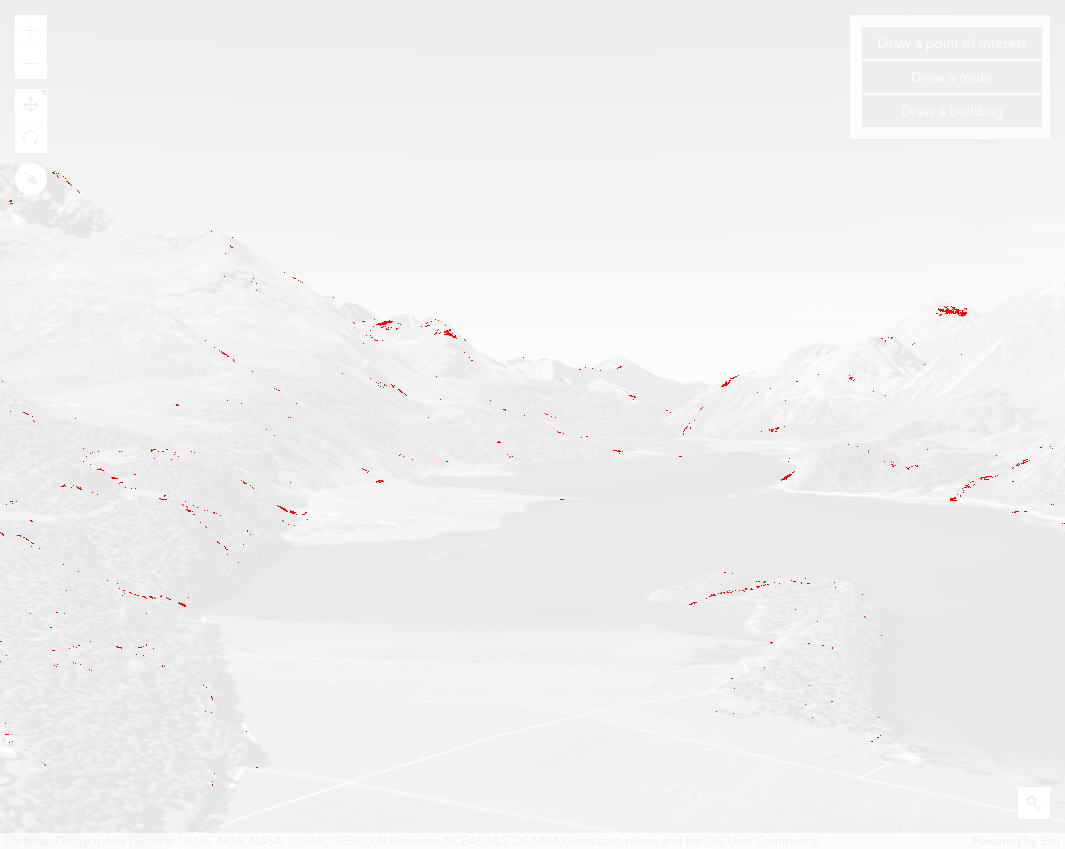 Draw a point of interest
Draw a route
Draw a building
Earthstar Geographics | Source: USGS, NGA, NASA, CGIAR, GEBCO,N.Robinson,NCEAS,NLS,OS,NMA,Geodatastyrelsen and the GIS User Community
Powered by Esri